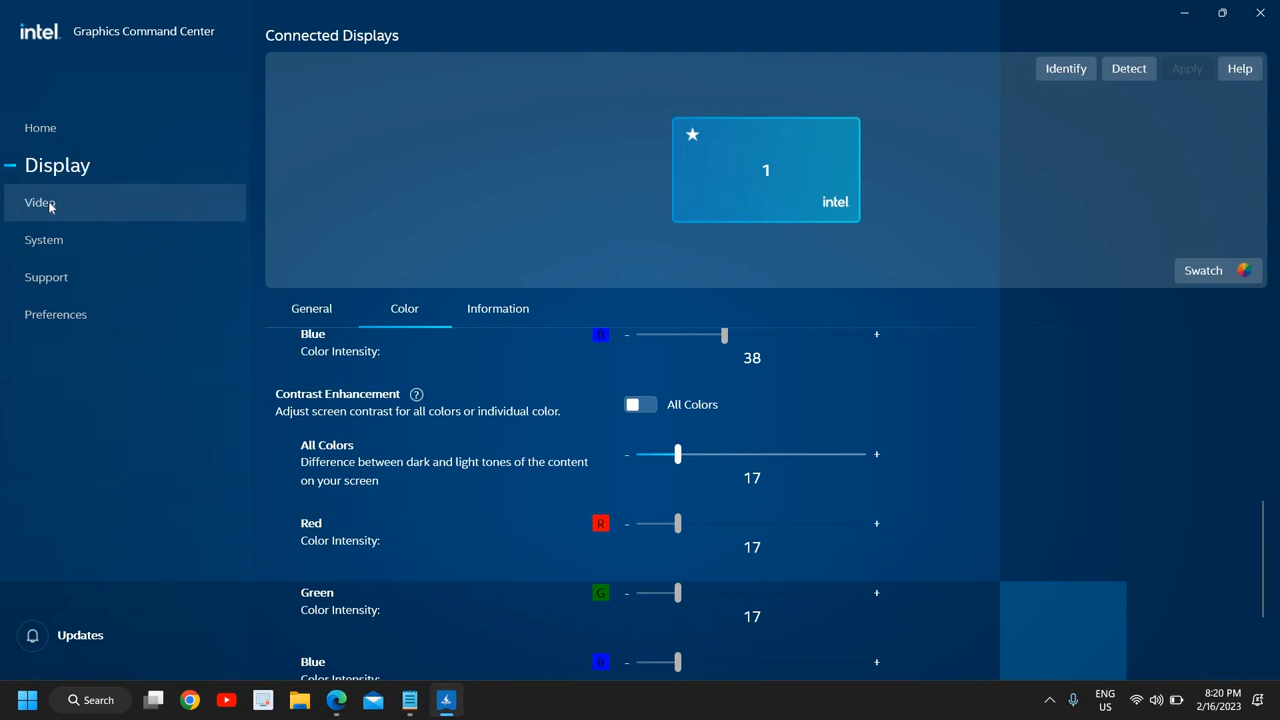 intel. Graphics Command Center
Connected Displays
Identify Detect Apply Help
1
intel.
Swatch
Home
Display
Video
System
Support
Preferences
Updates
General Color Information
Blue B - +
Color Intensity:
38
Contrast Enhancement ?
Adjust screen contrast for all colors or individual color.
All Colors
All Colors
Difference between dark and light tones of the content
on your screen
- +
17
Red R - +
Color Intensity:
17
Green G - +
Color Intensity:
17
Blue B - +
Color Intensity:
Search
ENG
US
8:20 PM
2/16/2023